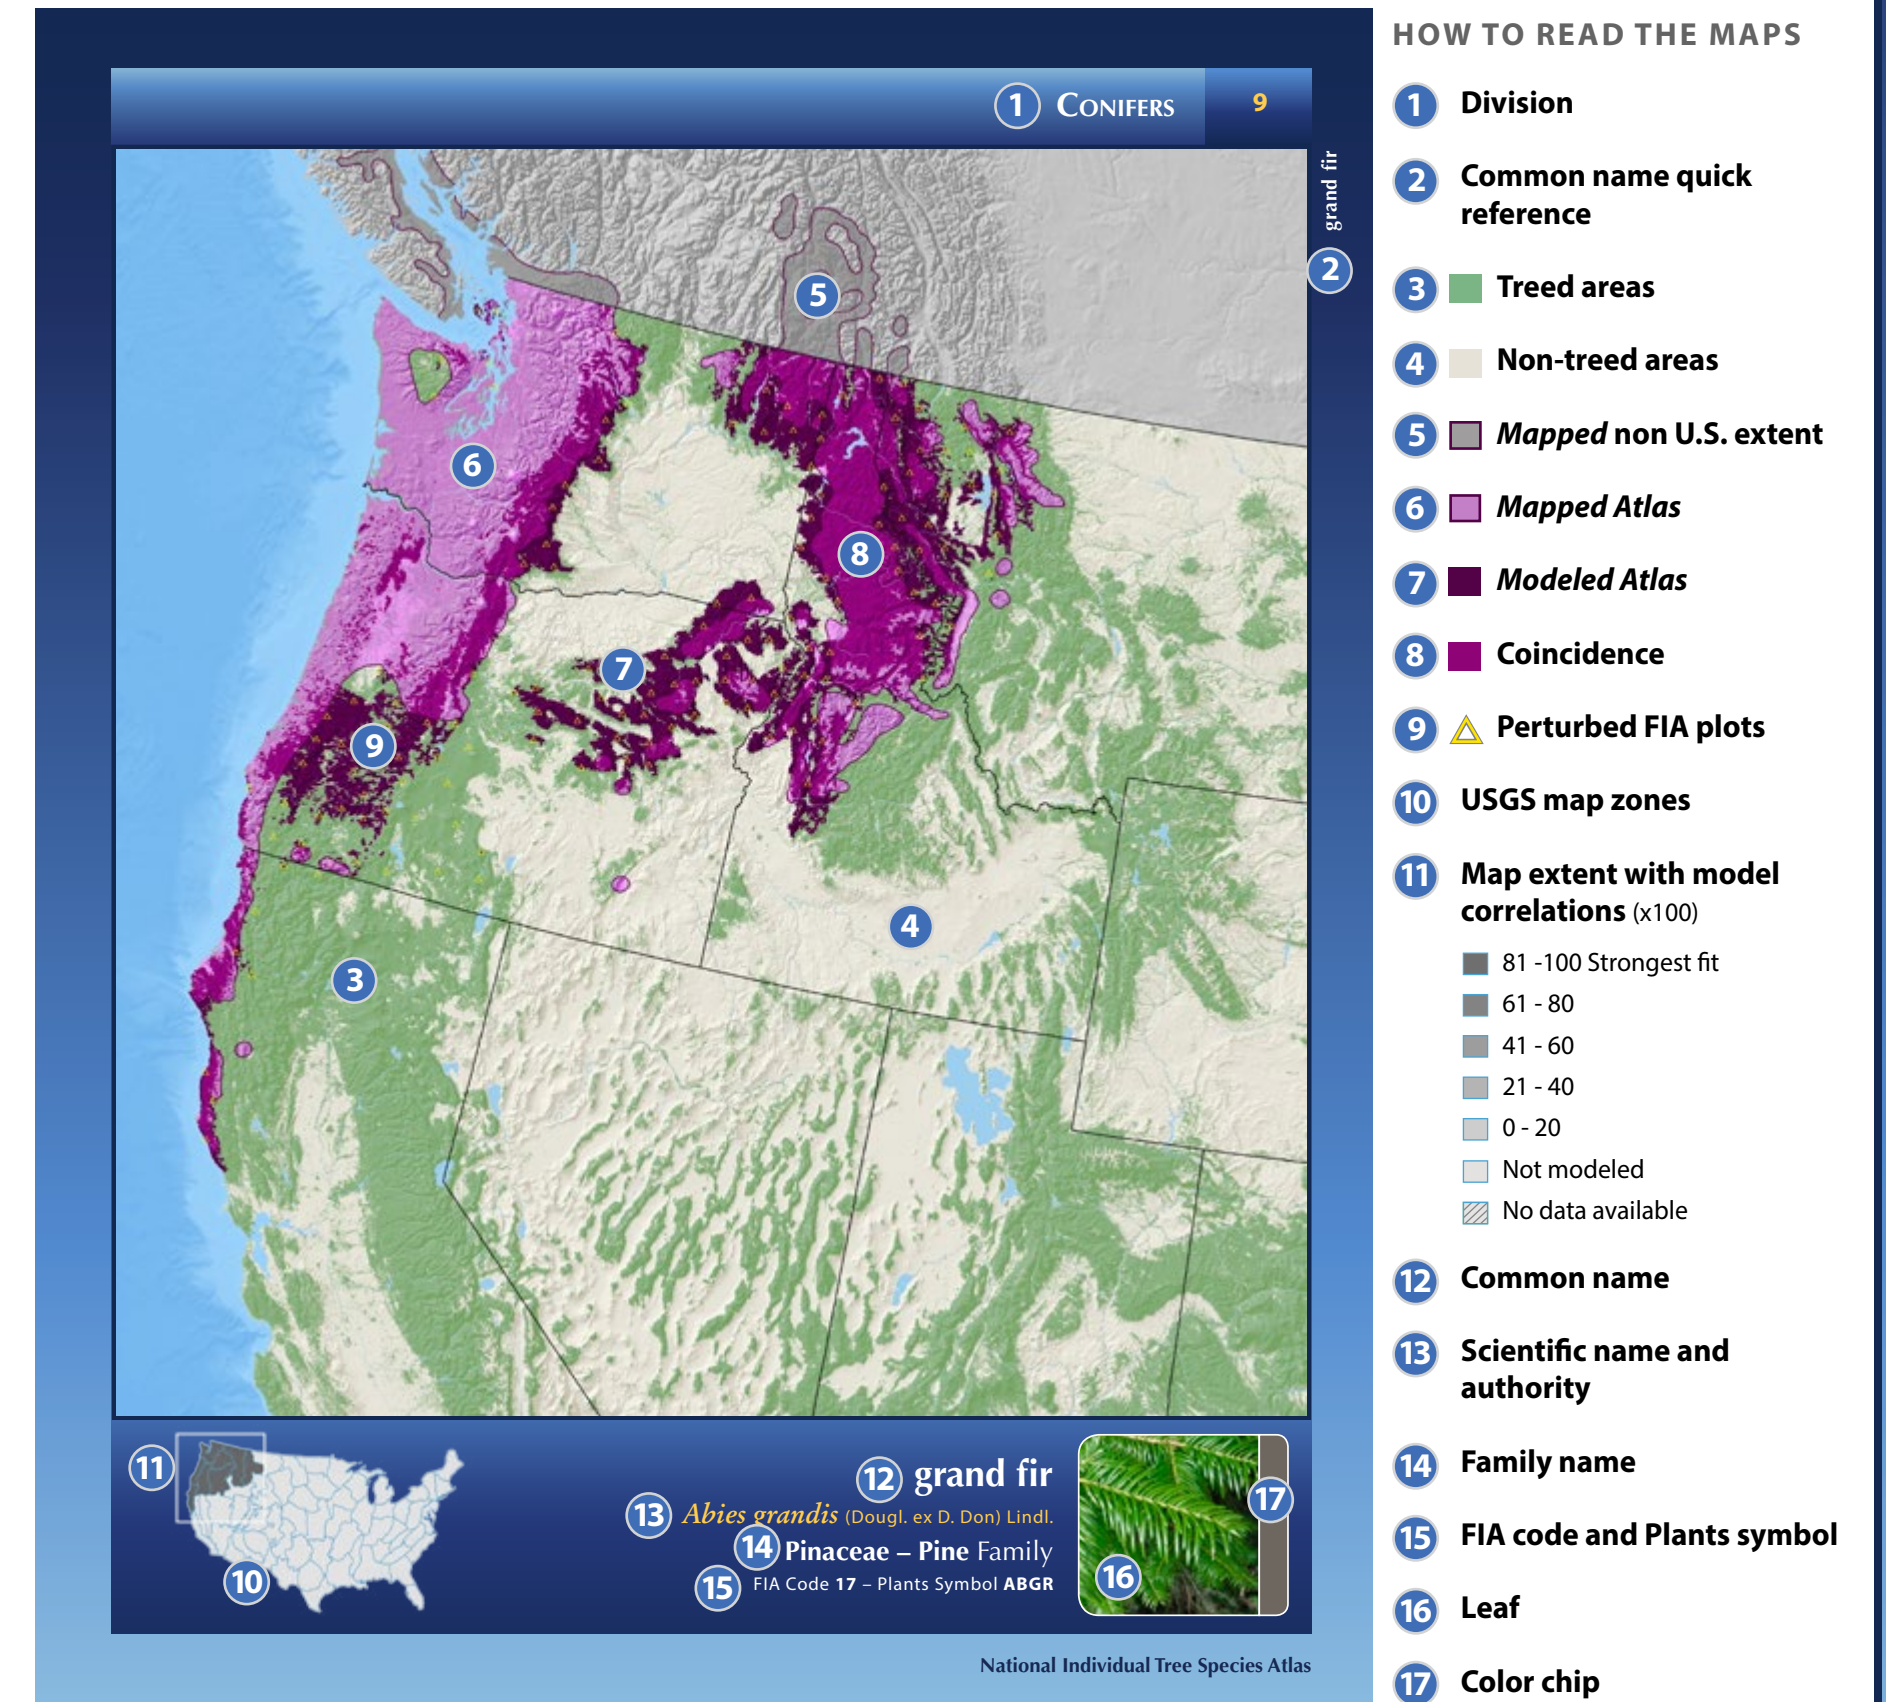 1 CONIFERS 9
grand fir
2
5
6
8
7
9
4
3
11
10
12 grand fir
13 Abies grandis (Dougl. ex D. Don) Lindl.
14 Pinaceae – Pine Family
15 FIA Code 17 – Plants Symbol ABGR
16
17
National Individual Tree Species Atlas
HOW TO READ THE MAPS
1 Division
2 Common name quick
reference
3 Treed areas
4 Non-treed areas
5 Mapped non U.S. extent
6 Mapped Atlas
7 Modeled Atlas
8 Coincidence
9 Perturbed FIA plots
10 USGS map zones
11 Map extent with model
correlations (x100)
81 -100 Strongest fit
61 - 80
41 - 60
21 - 40
0 - 20
Not modeled
No data available
12 Common name
13 Scientific name and
authority
14 Family name
15 FIA code and Plants symbol
16 Leaf
17 Color chip